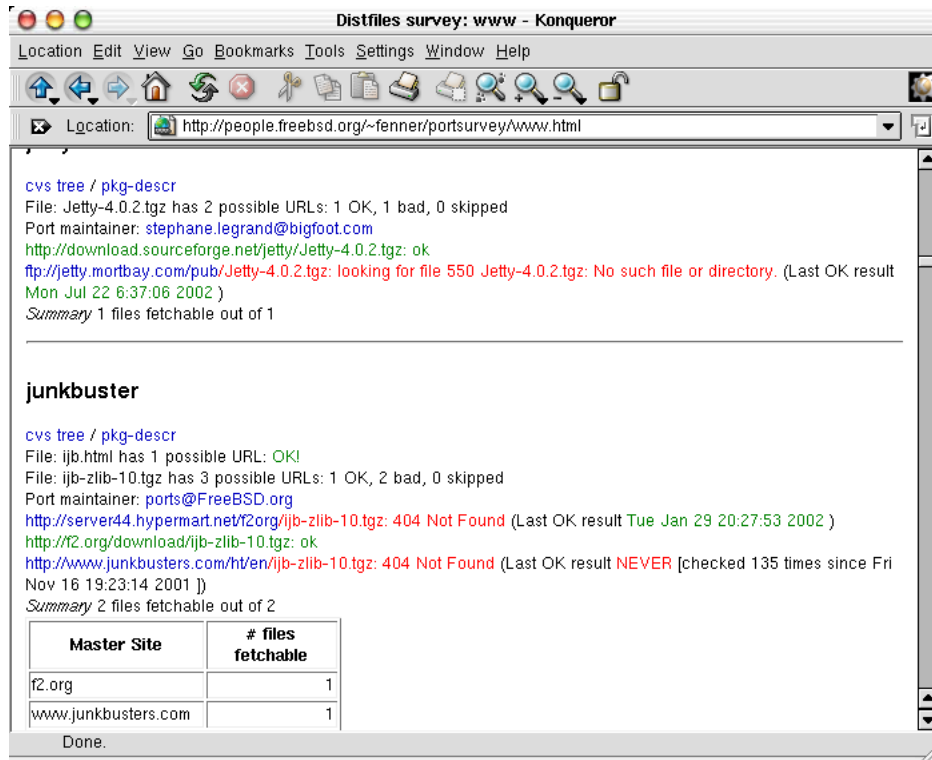 Distfiles survey: www - Konqueror
Location Edit View Go Bookmarks Tools Settings Window Help
Location: http://people.freebsd.org/~fenner/portsurvey/www.html
cvs tree / pkg-descr
File: Jetty-4.0.2.tgz has 2 possible URLs: 1 OK, 1 bad, 0 skipped
Port maintainer: stephane.legrand@bigfoot.com
http://download.sourceforge.net/jetty/Jetty-4.0.2.tgz: ok
ftp://jetty.mortbay.com/pub/Jetty-4.0.2.tgz: looking for file 550 Jetty-4.0.2.tgz: No such file or directory. (Last OK result
Mon Jul 22 6:37:06 2002 )
Summary 1 files fetchable out of 1
junkbuster
cvs tree / pkg-descr
File: ijb.html has 1 possible URL: OK!
File: ijb-zlib-10.tgz has 3 possible URLs: 1 OK, 2 bad, 0 skipped
Port maintainer: ports@FreeBSD.org
http://server44.hypermart.net/f2org/ijb-zlib-10.tgz: 404 Not Found (Last OK result Tue Jan 29 20:27:53 2002 )
http://f2.org/download/ijb-zlib-10.tgz: ok
http://www.junkbusters.com/ht/en/ijb-zlib-10.tgz: 404 Not Found (Last OK result NEVER [checked 135 times since Fri
Nov 16 19:23:14 2001 ])
Summary 2 files fetchable out of 2
Master Site # files fetchable
f2.org 1
www.junkbusters.com 1
Done.